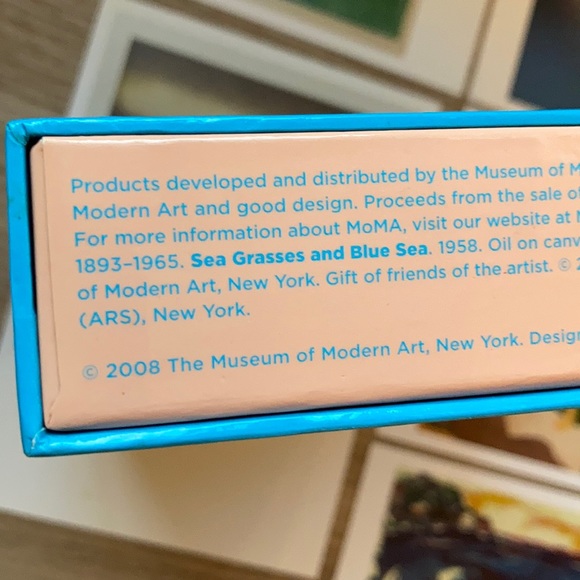 Products developed and distributed by the Museum of M
Modern Art and good design. Proceeds from the sale of
For more information about MoMA, visit our website at
1893–1965. Sea Grasses and Blue Sea. 1958. Oil on canv
of Modern Art, New York. Gift of friends of the artist. © 2
(ARS), New York.
© 2008 The Museum of Modern Art, New York. Design